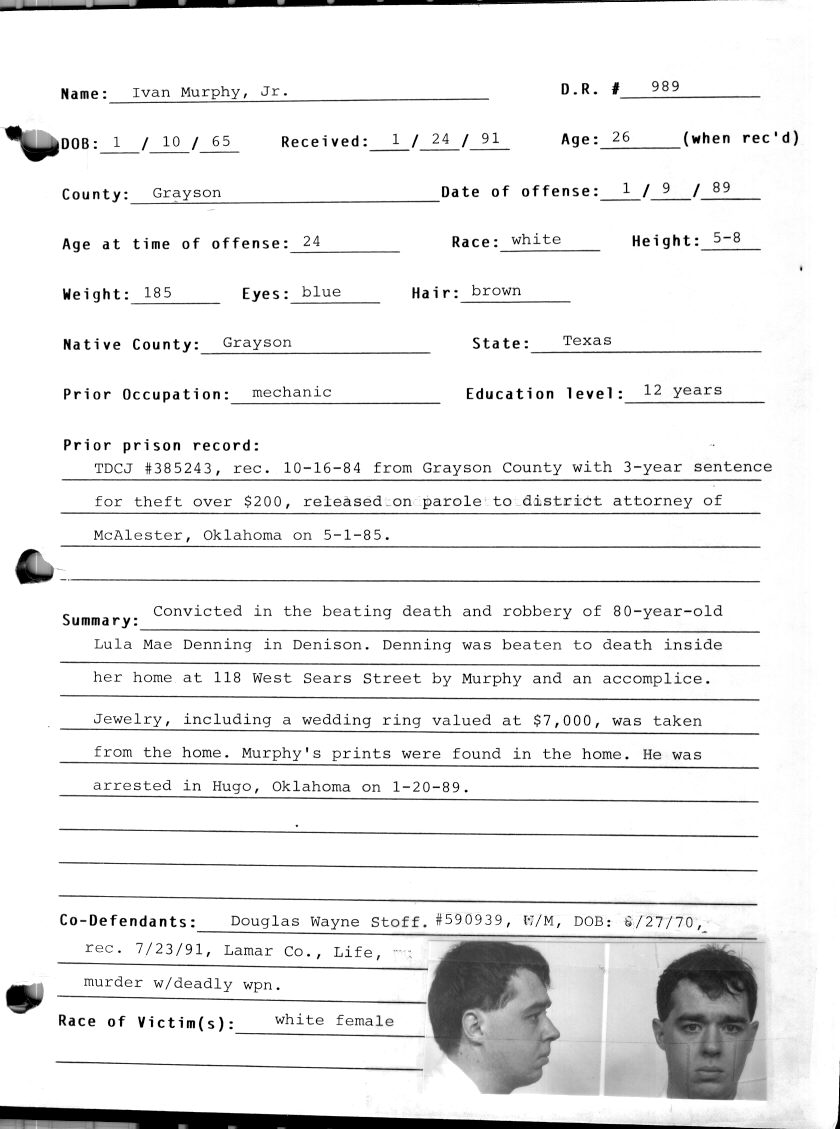 Name: Ivan Murphy, Jr. D.R. # 989
DOB: 1 / 10 / 65 Received: 1 / 24 / 91 Age: 26 (when rec'd)
County: Grayson Date of offense: 1 / 9 / 89
Age at time of offense: 24 Race: white Height: 5-8
Weight: 185 Eyes: blue Hair: brown
Native County: Grayson State: Texas
Prior Occupation: mechanic Education level: 12 years
Prior prison record:
TDCJ #385243, rec. 10-16-84 from Grayson County with 3-year sentence
for theft over $200, released on parole to district attorney of
McAlester, Oklahoma on 5-1-85.
Summary: Convicted in the beating death and robbery of 80-year-old
Lula Mae Denning in Denison. Denning was beaten to death inside
her home at 118 West Sears Street by Murphy and an accomplice.
Jewelry, including a wedding ring valued at $7,000, was taken
from the home. Murphy's prints were found in the home. He was
arrested in Hugo, Oklahoma on 1-20-89.
Co-Defendants: Douglas Wayne Stoff. #590939, W/M, DOB: /27/70,
rec. 7/23/91, Lamar Co., Life,
murder w/deadly wpn.
Race of Victim(s): white female